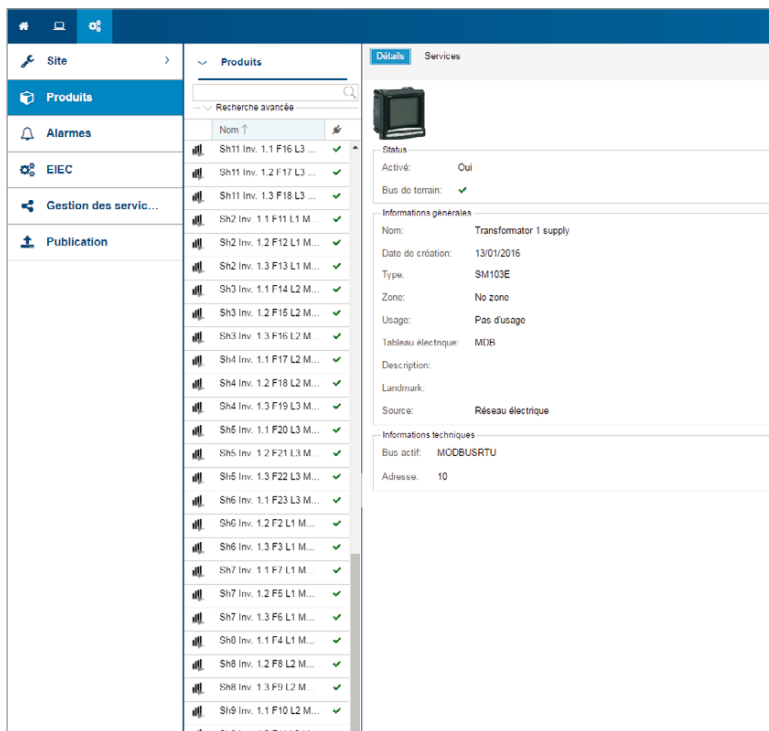 Site
Produits
Alarmes
EIEC
Gestion des servic...
Publication
Produits
Recherche avancée
Nom ↑
Sh11 Inv. 1.1 F16 L3 ...
Sh11 Inv. 1.2 F17 L3 ...
Sh11 Inv. 1.3 F18 L3 ...
Sh2 Inv. 1.1 F11 L1 M...
Sh2 Inv. 1.2 F12 L1 M...
Sh2 Inv. 1.3 F13 L1 M...
Sh3 Inv. 1.1 F14 L2 M...
Sh3 Inv. 1.2 F15 L2 M...
Sh3 Inv. 1.3 F16 L2 M...
Sh4 Inv. 1.1 F17 L2 M...
Sh4 Inv. 1.2 F18 L2 M...
Sh4 Inv. 1.3 F19 L3 M...
Sh5 Inv. 1.1 F20 L3 M...
Sh5 Inv. 1.2 F21 L3 M...
Sh5 Inv. 1.3 F22 L3 M...
Sh6 Inv. 1.1 F23 L3 M...
Sh6 Inv. 1.2 F2 L1 M...
Sh6 Inv. 1.3 F3 L1 M...
Sh7 Inv. 1.1 F7 L1 M...
Sh7 Inv. 1.2 F5 L1 M...
Sh7 Inv. 1.3 F6 L1 M...
Sh8 Inv. 1.1 F4 L1 M...
Sh8 Inv. 1.2 F8 L2 M...
Sh8 Inv. 1.3 F9 L2 M...
Sh9 Inv. 1.1 F10 L2 M...
Détails Services
Status
Activé: Oui
Bus de terrain:
Informations générales
Nom: Transformator 1 supply
Date de création: 13/01/2016
Type: SM103E
Zone: No zone
Usage: Pas d'usage
Tableau électrique: MDB
Description:
Landmark:
Source: Réseau électrique
Informations techniques
Bus actif: MODBUSRTU
Adresse: 10